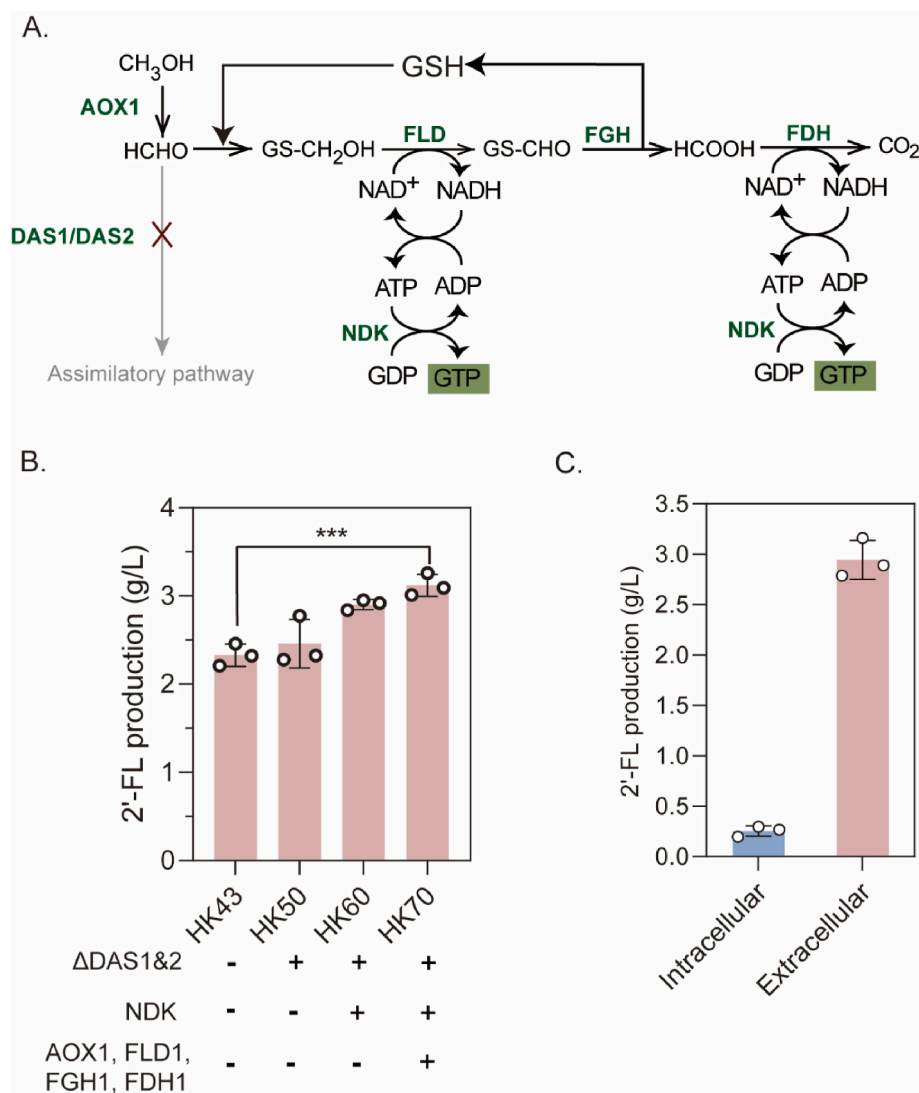 A.
CH₃OH
GSH
AOX1
FLD
FGH
FDH
HCHO
GS-CH₂OH
GS-CHO
HCOOH
CO₂
NAD⁺
NADH
NAD⁺
NADH
DAS1/DAS2
ATP
ADP
ATP
ADP
NDK
NDK
Assimilatory pathway
GDP
GTP
GDP
GTP
B.
2'-FL production (g/L)
4
3
2
1
0
***
HK43
HK50
HK60
HK70
ΔDAS1&2
- + + +
NDK
- - + +
AOX1, FLD1,
FGH1, FDH1
- - - +
C.
2'-FL production (g/L)
3.5
3.0
2.5
2.0
1.5
1.0
0.5
0.0
Intracellular
Extracellular